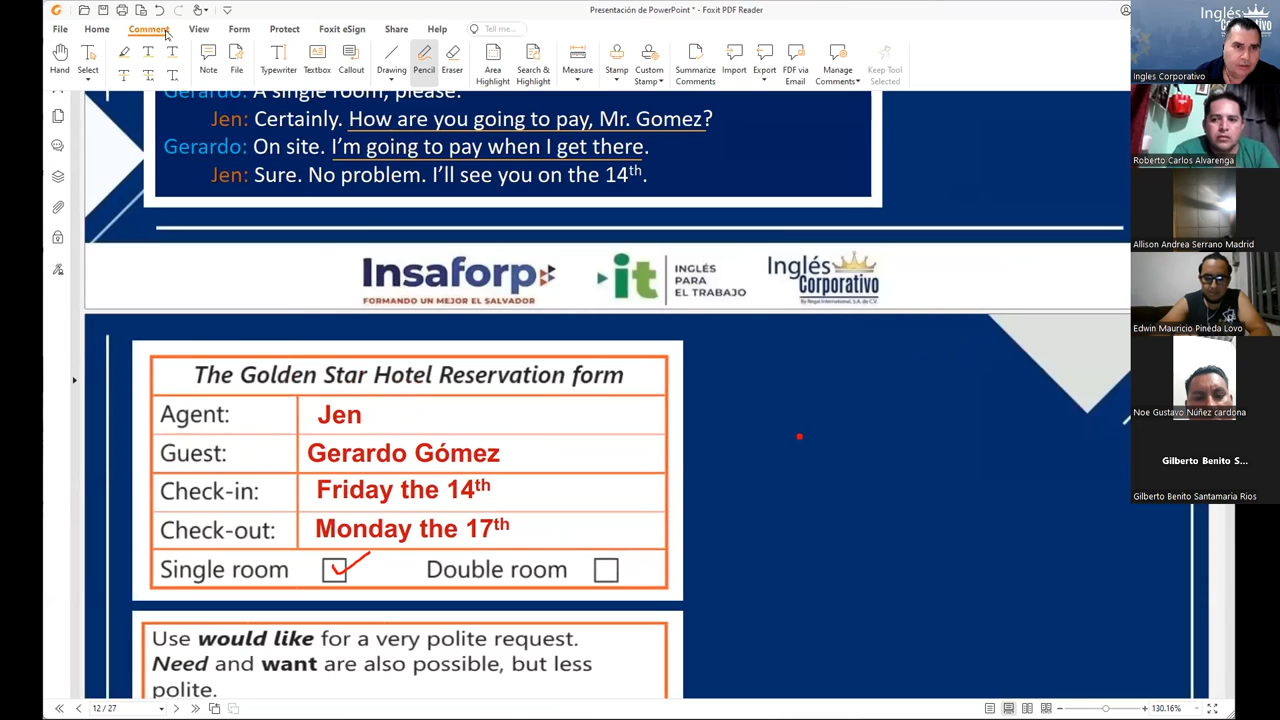 Presentación de PowerPoint * - Foxit PDF Reader
File Home Comment View Form Protect Foxit eSign Share Help Tell me...
Hand Select Note File Typewriter Textbox Callout Drawing Pencil Eraser Area Highlight Search & Highlight Measure Stamp Custom Stamp Summarize Comments Import Export FDF via Email Manage Comments Keep Tool Selected
Gerardo: A single room, please.
Jen: Certainly. How are you going to pay, Mr. Gomez?
Gerardo: On site. I'm going to pay when I get there.
Jen: Sure. No problem. I'll see you on the 14th.
Insaforp
FORMANDO UN MEJOR EL SALVADOR
it INGLÉS PARA EL TRABAJO
Inglés Corporativo
By Regal International, S.A. de C.V.
The Golden Star Hotel Reservation form
Agent: Jen
Guest: Gerardo Gómez
Check-in: Friday the 14th
Check-out: Monday the 17th
Single room Double room
Use would like for a very polite request.
Need and want are also possible, but less
polite.
12 / 27
130.16%
Inglés
Corporativo
Ingles Corporativo
Roberto Carlos Alvarenga
Allison Andrea Serrano Madrid
Edwin Mauricio Pineda Lovo
Noe Gustavo Núñez cardona
Gilberto Benito S...
Gilberto Benito Santamaria Rios